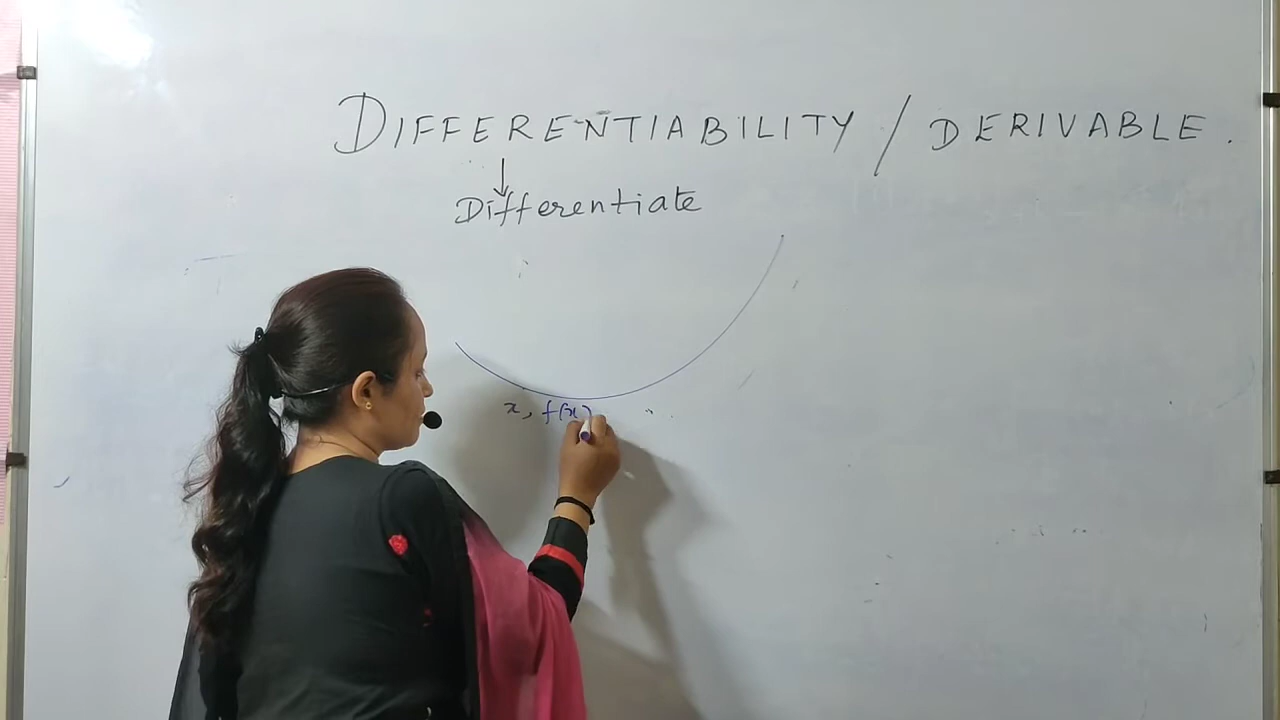 DIFFERENTIABILITY / DERIVABLE.
Differentiate
x, f(x)